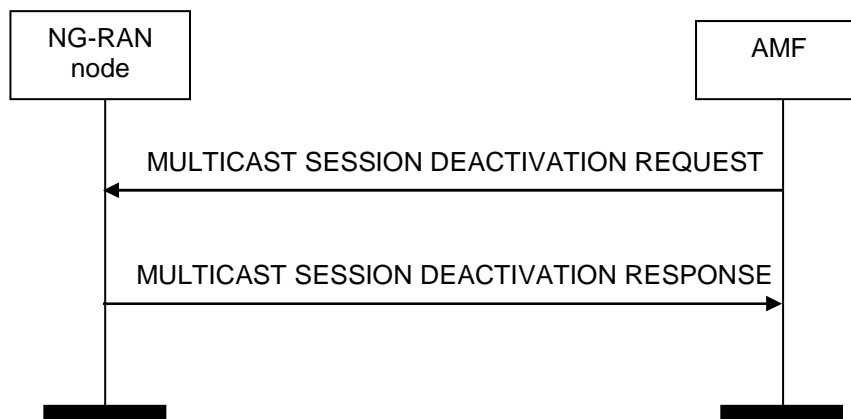 NG-RAN
node
AMF
MULTICAST SESSION DEACTIVATION REQUEST
MULTICAST SESSION DEACTIVATION RESPONSE